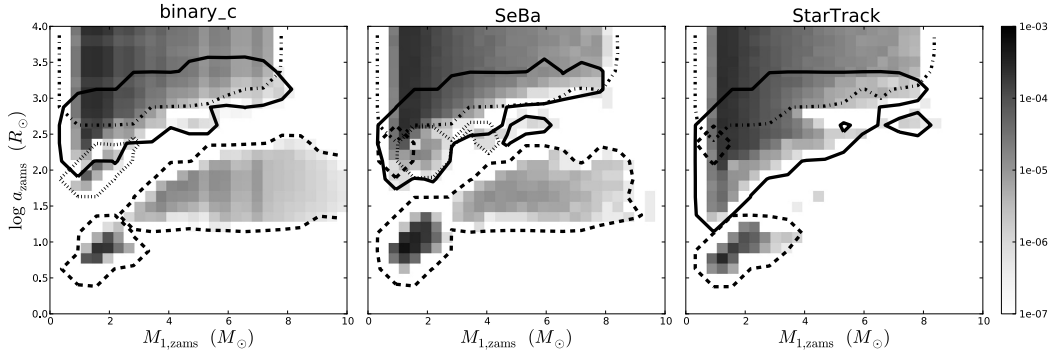 binary_c SeBa StarTrack
4.0 1e-03
3.5
3.0 1e-04
2.5
log a_zams (R_⊙)
2.0 1e-05
1.5
1.0 1e-06
0.5
0.0 1e-07
0 2 4 6 8 10 0 2 4 6 8 10 0 2 4 6 8 10
M_1,zams (M_⊙) M_1,zams (M_⊙) M_1,zams (M_⊙)